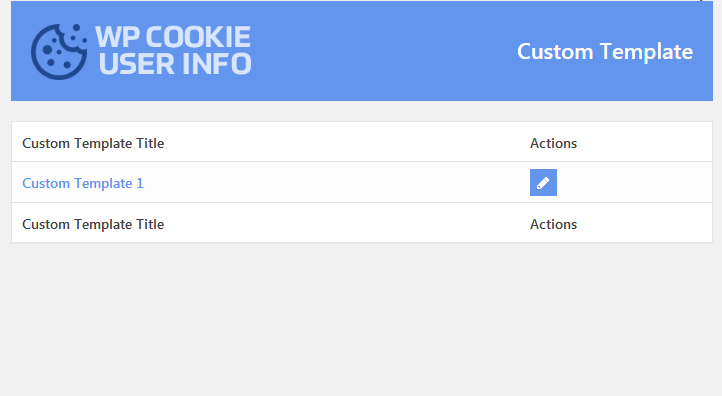 WP COOKIE
USER INFO
Custom Template
Custom Template Title Actions
Custom Template 1
Custom Template Title Actions